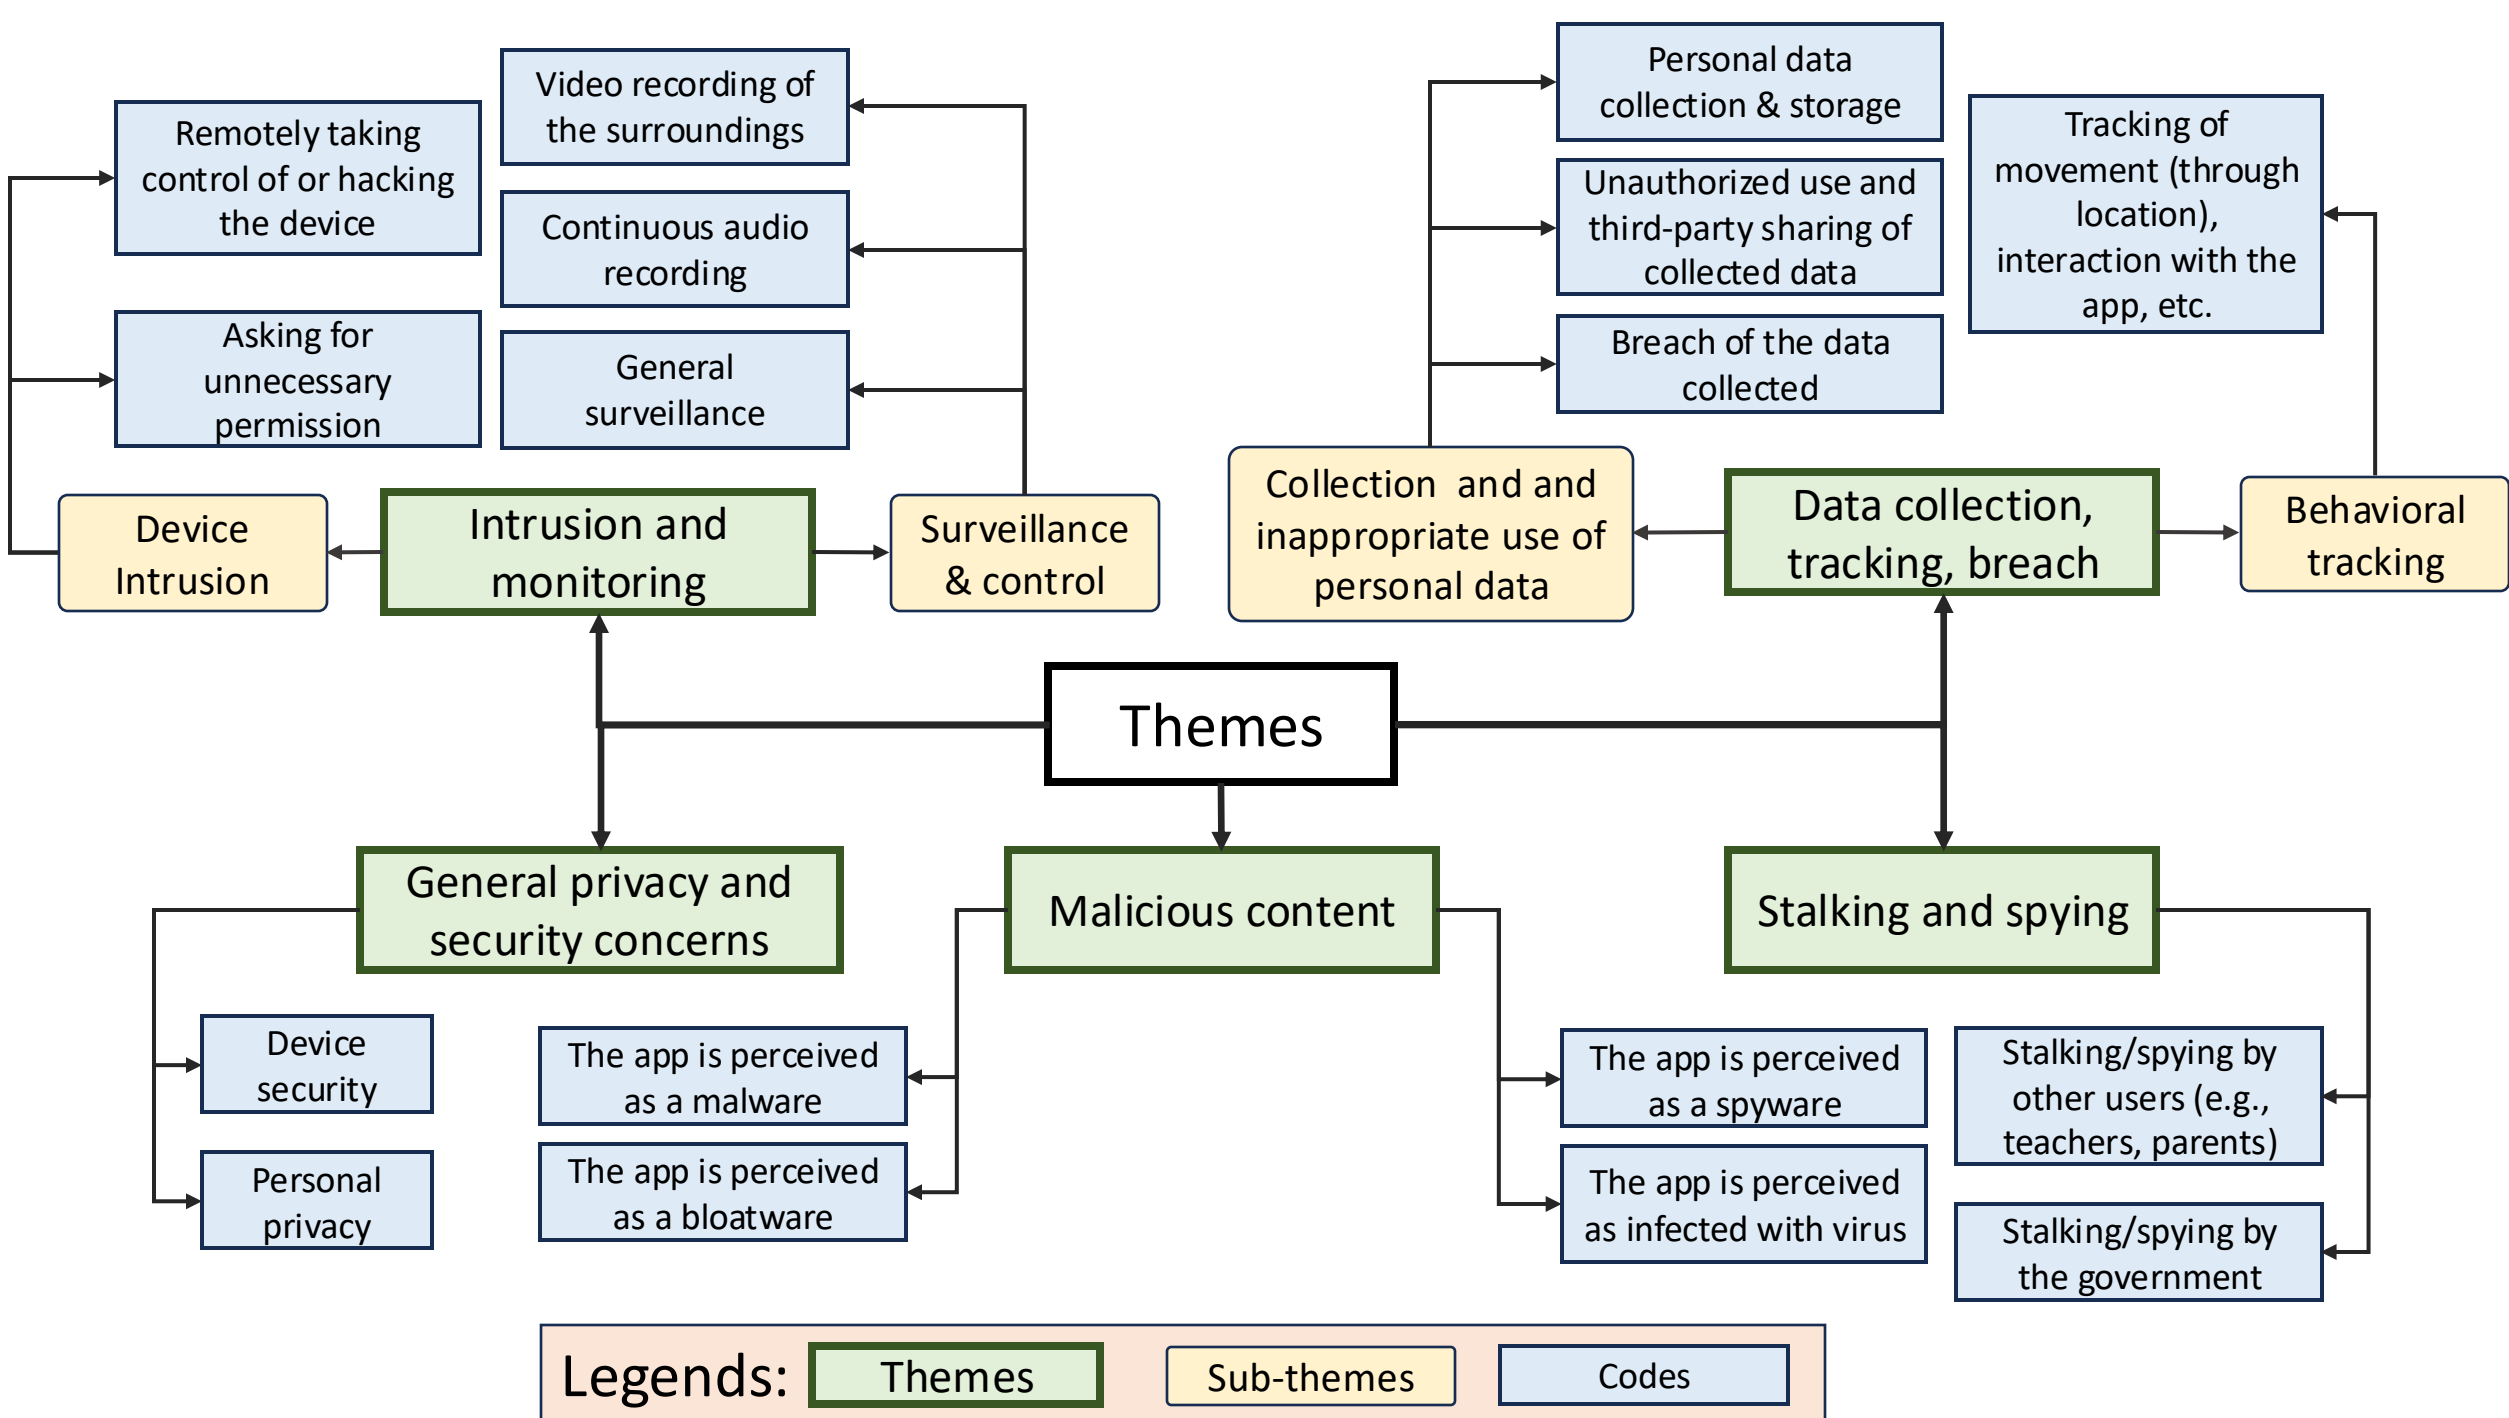 Video recording of
the surroundings
Remotely taking
control of or hacking
the device
Continuous audio
recording
Asking for
unnecessary
permission
General
surveillance
Device
Intrusion
Intrusion and
monitoring
Surveillance
& control
Personal data
collection & storage
Unauthorized use and
third-party sharing of
collected data
Breach of the data
collected
Tracking of
movement (through
location),
interaction with the
app, etc.
Collection  and and
inappropriate use of
personal data
Data collection,
tracking, breach
Behavioral
tracking
Themes
General privacy and
security concerns
Malicious content
Stalking and spying
Device
security
Personal
privacy
The app is perceived
as a malware
The app is perceived
as a bloatware
The app is perceived
as a spyware
The app is perceived
as infected with virus
Stalking/spying by
other users (e.g.,
teachers, parents)
Stalking/spying by
the government
Legends:
Themes
Sub-themes
Codes